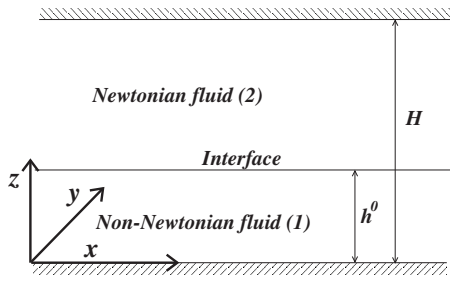 Newtonian fluid (2)
H
Interface
z
y
Non-Newtonian fluid (1)
h⁰
x